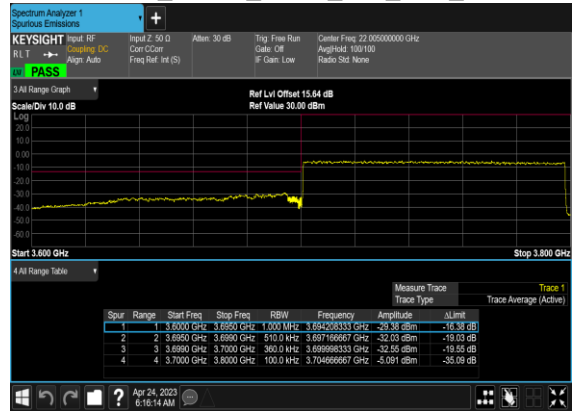 Spectrum Analyzer 1
Spurious Emissions
+
KEYSIGHT Input: RF Input Z: 50 Ω Atten: 30 dB Trig: Free Run Center Freq: 22.005000000 GHz
RLT Coupling: DC Corr CCorr Gate: Off Avg|Hold: 100/100
Align: Auto Freq Ref: Int (S) IF Gain: Low Radio Std: None
LW PASS
3 All Range Graph
Ref Lvl Offset 15.64 dB
Scale/Div 10.0 dB Ref Value 30.00 dBm
Log
20.0
10.0
0.00
-10.0
-20.0
-30.0
-40.0
-50.0
-60.0
Start 3.600 GHz Stop 3.800 GHz
4 All Range Table
Measure Trace Trace 1
Trace Type Trace Average (Active)
Spur Range Start Freq Stop Freq RBW Frequency Amplitude ΔLimit
1 1 3.6000 GHz 3.6950 GHz 1.000 MHz 3.694208333 GHz -29.38 dBm -16.38 dB
2 2 3.6950 GHz 3.6990 GHz 510.0 kHz 3.697166667 GHz -32.03 dBm -19.03 dB
3 3 3.6990 GHz 3.7000 GHz 360.0 kHz 3.699998333 GHz -32.55 dBm -19.55 dB
4 4 3.7000 GHz 3.8000 GHz 100.0 kHz 3.704666667 GHz -5.091 dBm -35.09 dB
? Apr 24, 2023
6:16:14 AM